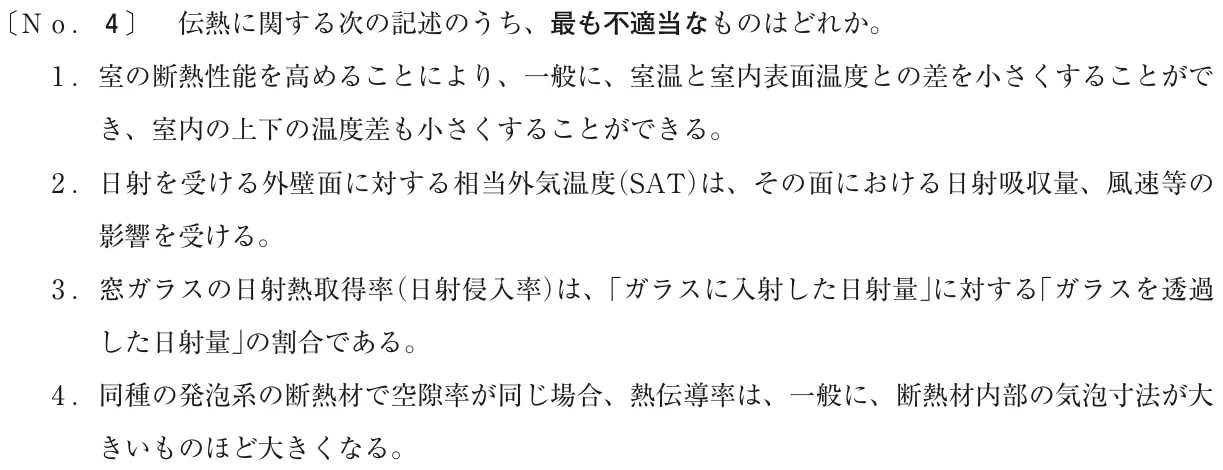 〔Ｎｏ．４〕　伝熱に関する次の記述のうち、最も不適当なものはどれか。
１．室の断熱性能を高めることにより、一般に、室温と室内表面温度との差を小さくすることがで
き、室内の上下の温度差も小さくすることができる。
２．日射を受ける外壁面に対する相当外気温度(SAT)は、その面における日射吸収量、風速等の
影響を受ける。
３．窓ガラスの日射熱取得率(日射侵入率)は、「ガラスに入射した日射量」に対する「ガラスを透過
した日射量」の割合である。
４．同種の発泡系の断熱材で空隙率が同じ場合、熱伝導率は、一般に、断熱材内部の気泡寸法が大
きいものほど大きくなる。